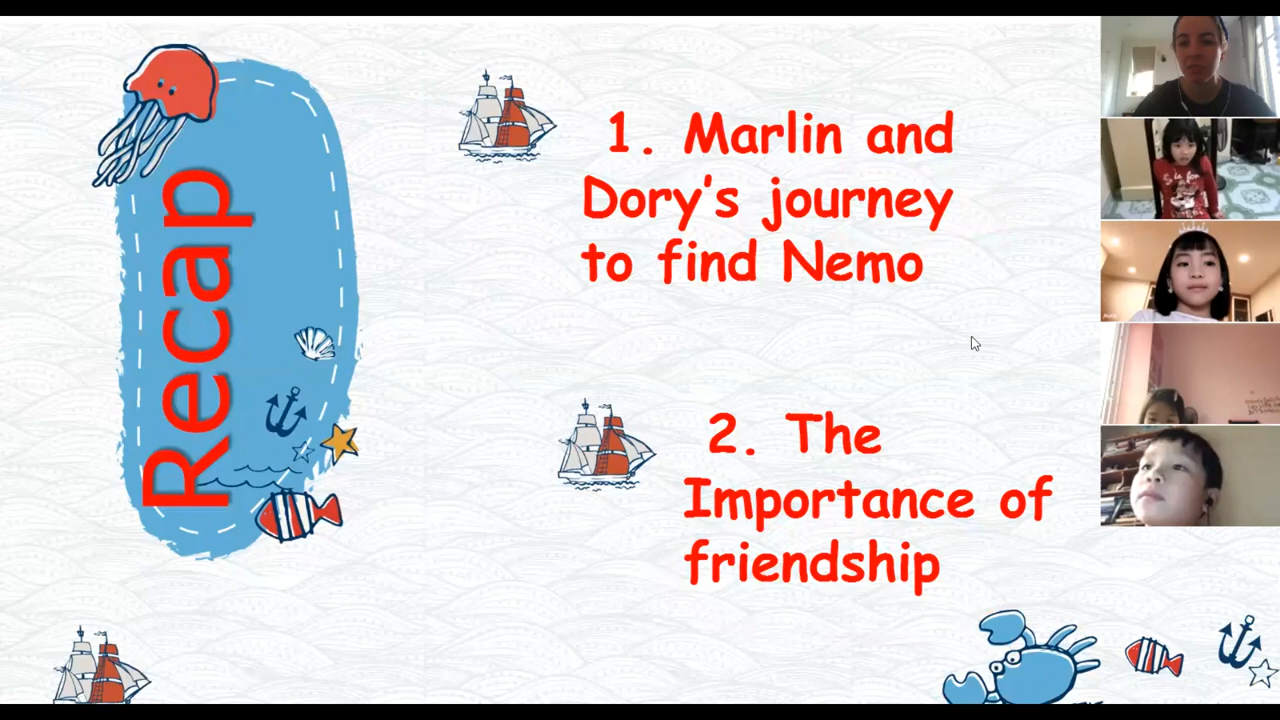 Recap
1. Marlin and
Dory's journey
to find Nemo
2. The
Importance of
friendship